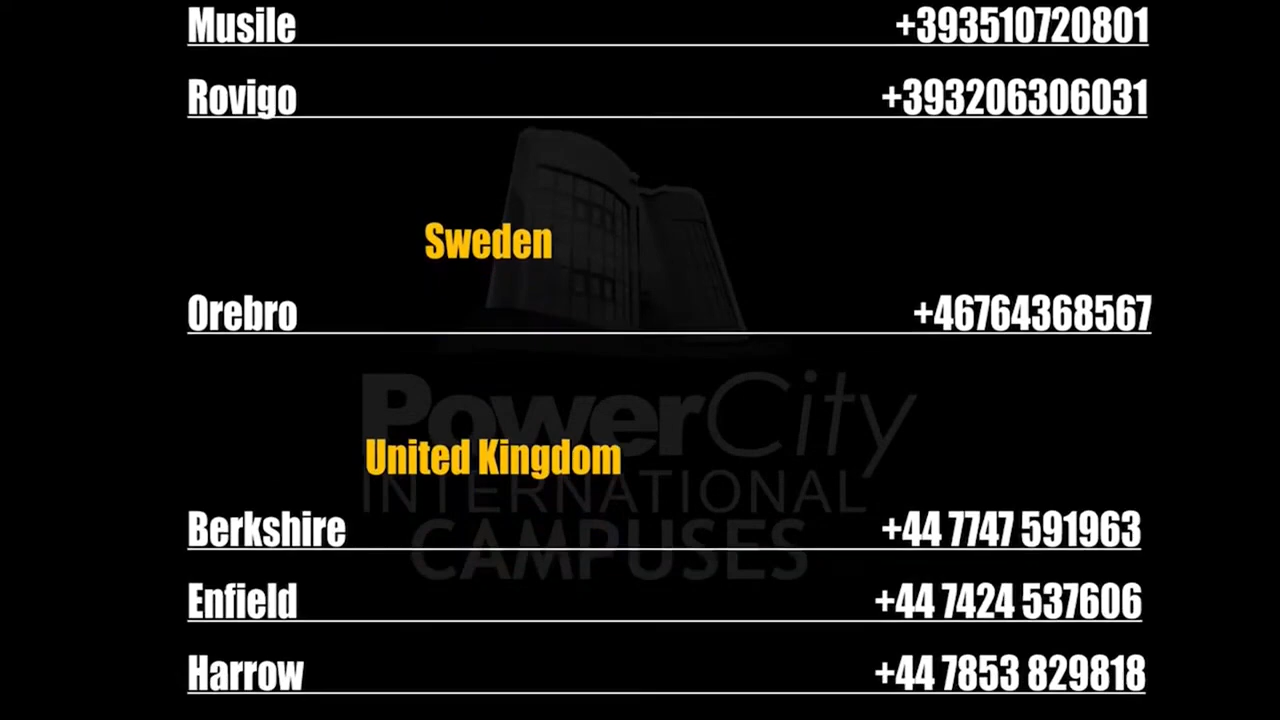 Musile +393510720801
Rovigo +393206306031
Sweden
Orebro +46764368567
PowerCity
United Kingdom
INTERNATIONAL
Berkshire +44 7747 591963
CAMPUSES
Enfield +44 7424 537606
Harrow +44 7853 829818